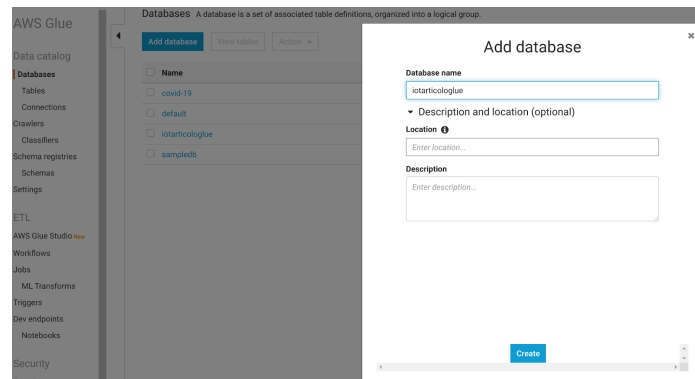 AWS Glue
Data catalog
Databases
Tables
Connections
Crawlers
Classifiers
Schema registries
Schemas
Settings
ETL
AWS Glue Studio New
Workflows
Jobs
ML Transforms
Triggers
Dev endpoints
Notebooks
Security
Databases A database is a set of associated table definitions, organized into a logical group.
Add database View tables Action
Name
covid-19
default
iotarticologlue
sampledb
Add database
Database name
iotarticologlue
Description and location (optional)
Location
Enter location...
Description
Enter description...
Create